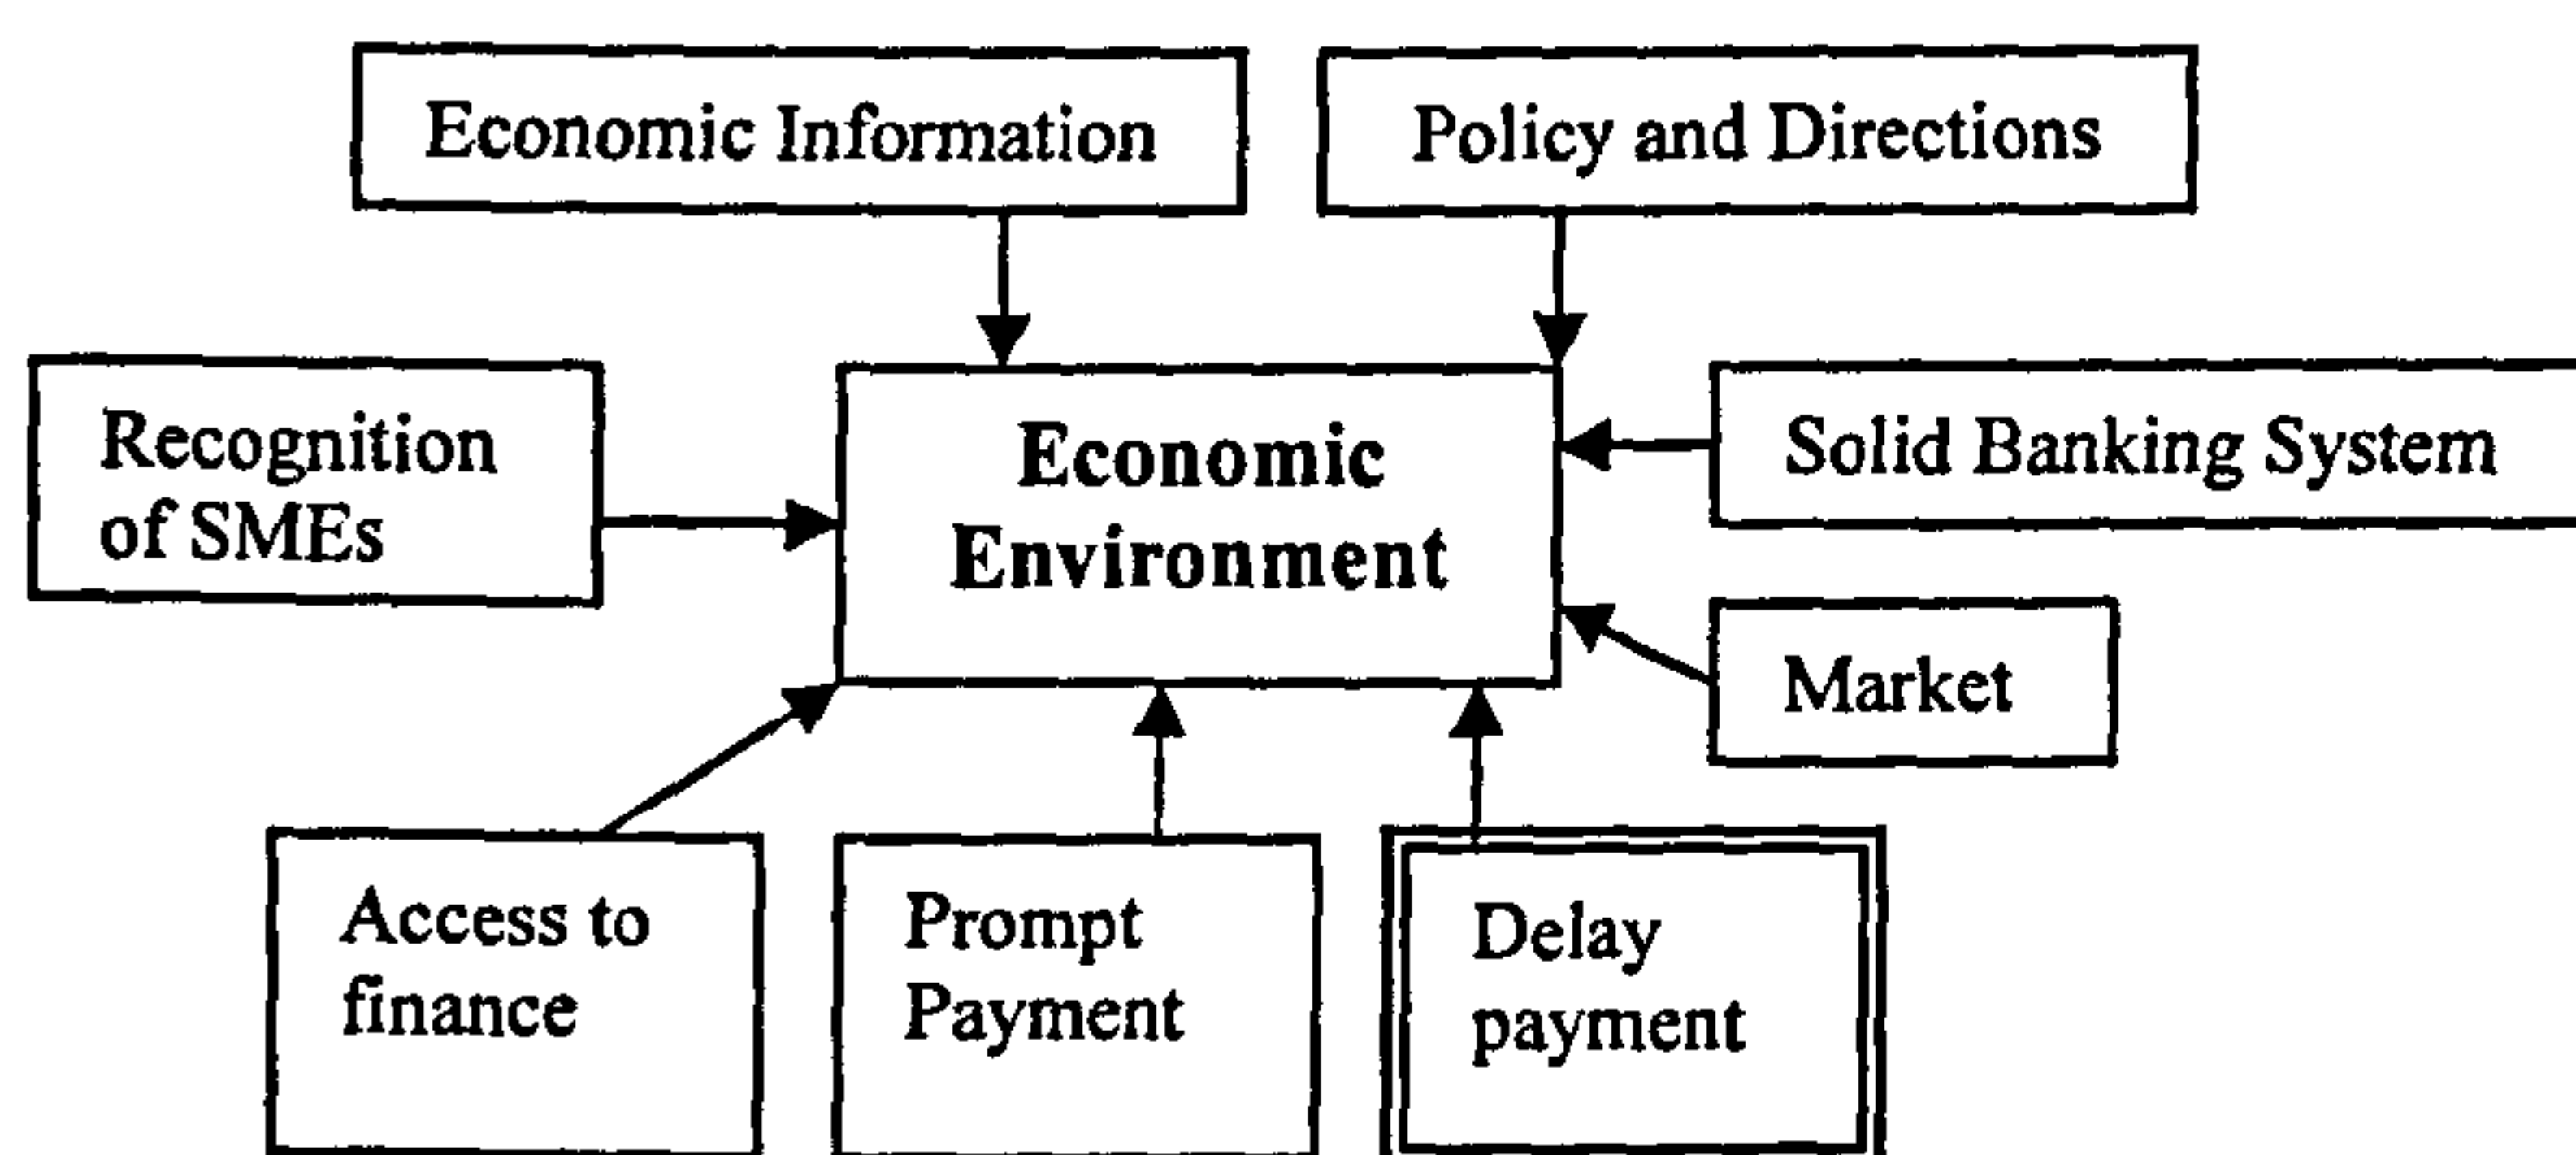 Economic Information
Policy and Directions
Recognition
of SMEs
Economic
Environment
Solid Banking System
Market
Access to
finance
Prompt
Payment
Delay
payment